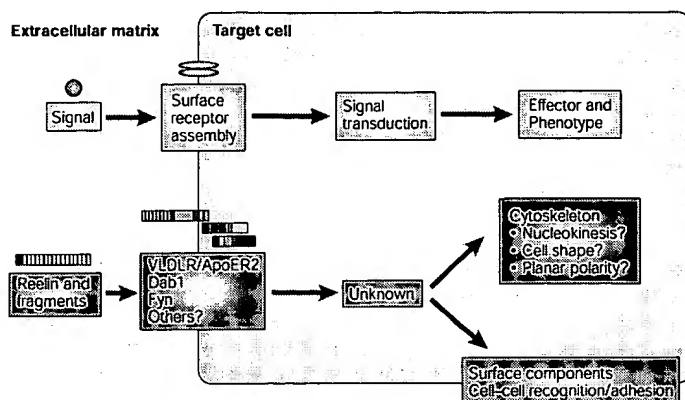 Extracellular matrix
Target cell
Signal
Surface
receptor
assembly
Signal
transduction
Effector and
Phenotype
Reelin and
fragments
VLDLR/ApoER2
Dab1
Fyn
Others?
Unknown
Cytoskeleton
• Nucleokinesis?
• Cell shape?
• Planar polarity?
Surface components
Cell-cell recognition/adhesion